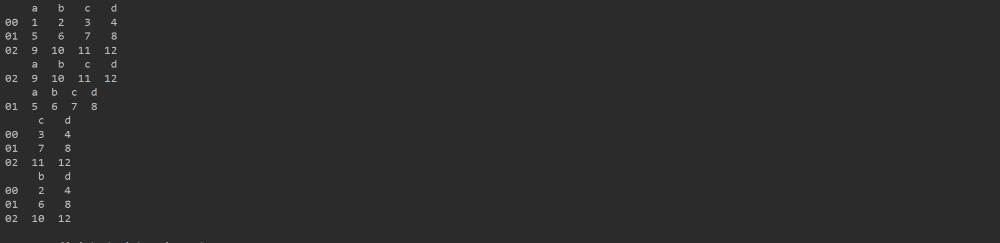 a b c d
00 1 2 3 4
01 5 6 7 8
02 9 10 11 12
a b c d
02 9 10 11 12
a b c d
01 5 6 7 8
c d
00 3 4
01 7 8
02 11 12
b d
00 2 4
01 6 8
02 10 12